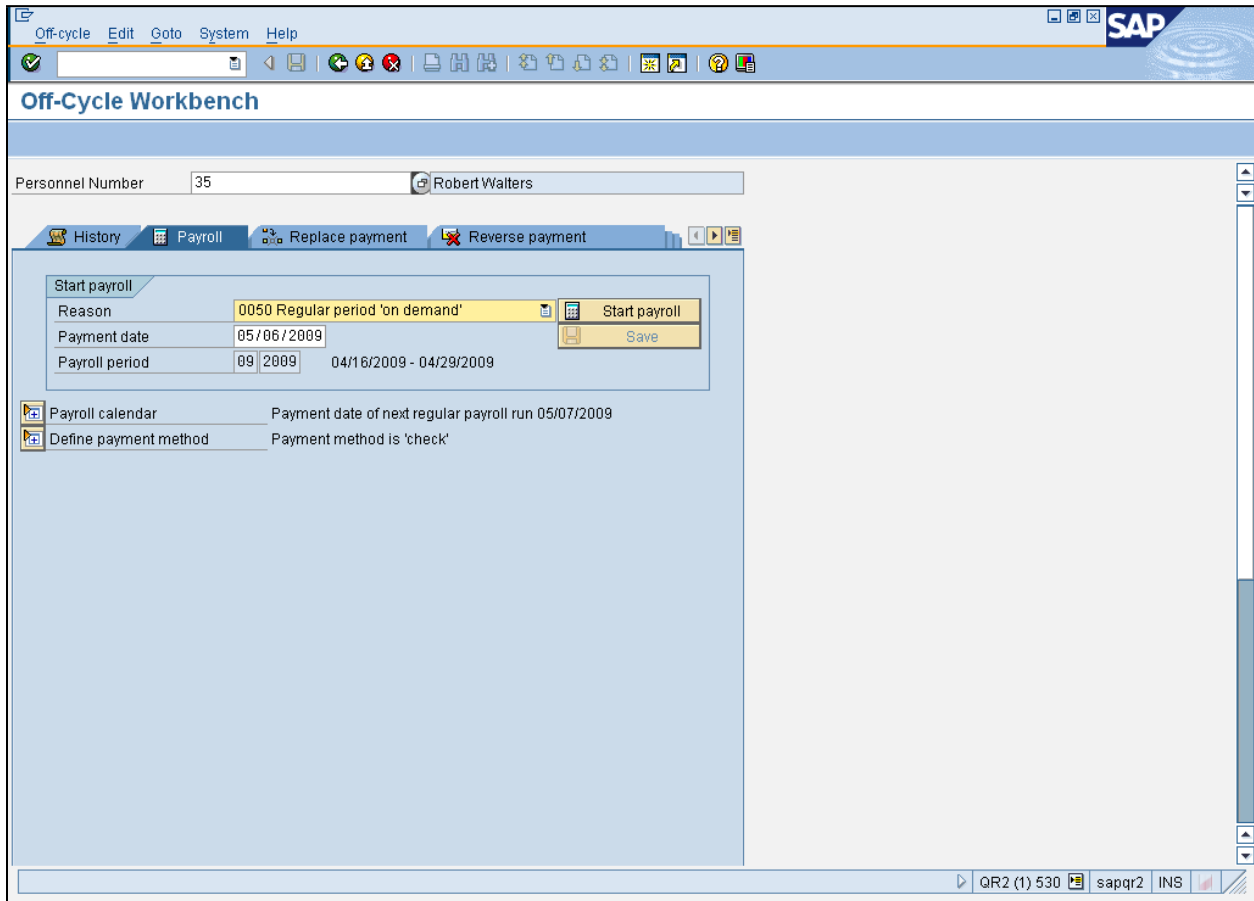 Off-cycle Edit Goto System Help
SAP
Off-Cycle Workbench
Personnel Number 35 Robert Walters
History Payroll Replace payment Reverse payment
Start payroll
Reason 0050 Regular period 'on demand' Start payroll
Payment date 05/06/2009 Save
Payroll period 09 2009 04/16/2009 - 04/29/2009
Payroll calendar Payment date of next regular payroll run 05/07/2009
Define payment method Payment method is 'check'
QR2 (1) 530 sapqr2 INS